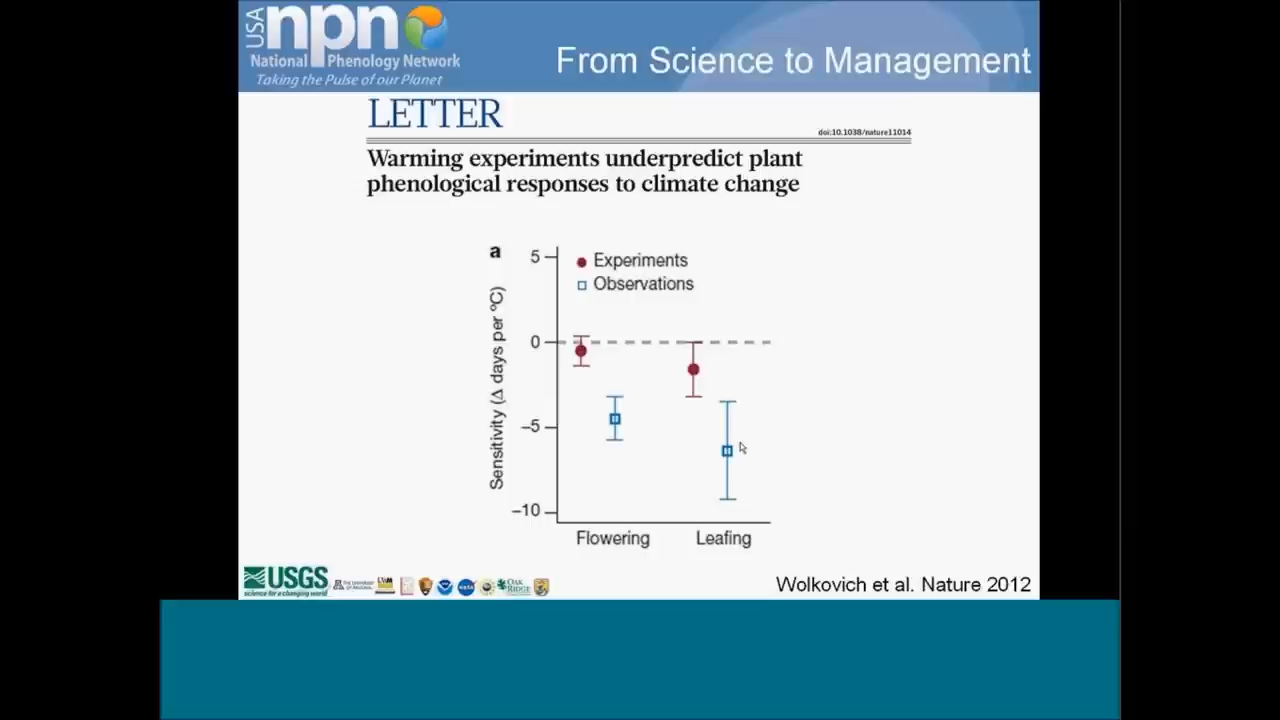 USA npn
National Phenology Network
Taking the Pulse of our Planet
From Science to Management
LETTER
doi:10.1038/nature11014
Warming experiments underpredict plant
phenological responses to climate change
a
Experiments
Observations
Sensitivity (Δ days per °C)
5
0
–5
–10
Flowering
Leafing
USGS
science for a changing world
OAK
RIDGE
Wolkovich et al. Nature 2012